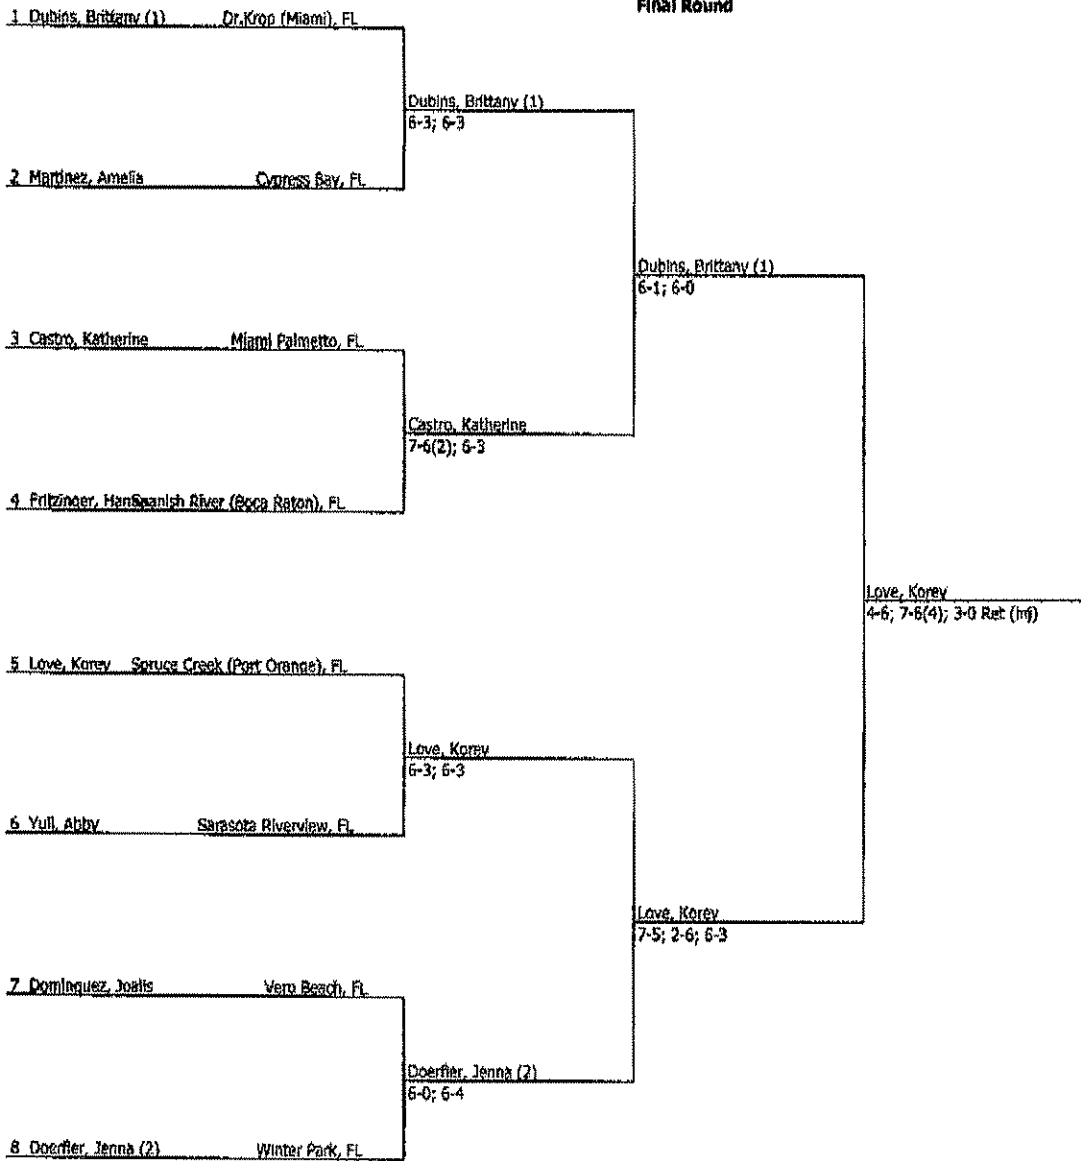 Final Round
1 Dubins, Brittany (1) Dr.Krop (Miami), FL
Dubins, Brittany (1)
6-3; 6-3
2 Martinez, Amelia Cypress Bay, FL
Dubins, Brittany (1)
6-1; 6-0
3 Castro, Katherine Miami Palmetto, FL
Castro, Katherine
7-6(2); 6-3
4 Fritzinger, Han Spanish River (Boca Raton), FL
Love, Korey
4-6; 7-6(4); 3-0 Ret (inj)
5 Love, Korey Spruce Creek (Port Orange), FL
Love, Korey
6-3; 6-3
6 Yull, Abby Sarasota Riverview, FL
Love, Korey
7-5; 2-6; 6-3
7 Dominquez, Joalis Vero Beach, FL
Doerfler, Jenna (2)
6-0; 6-4
8 Doerfler, Jenna (2) Winter Park, FL